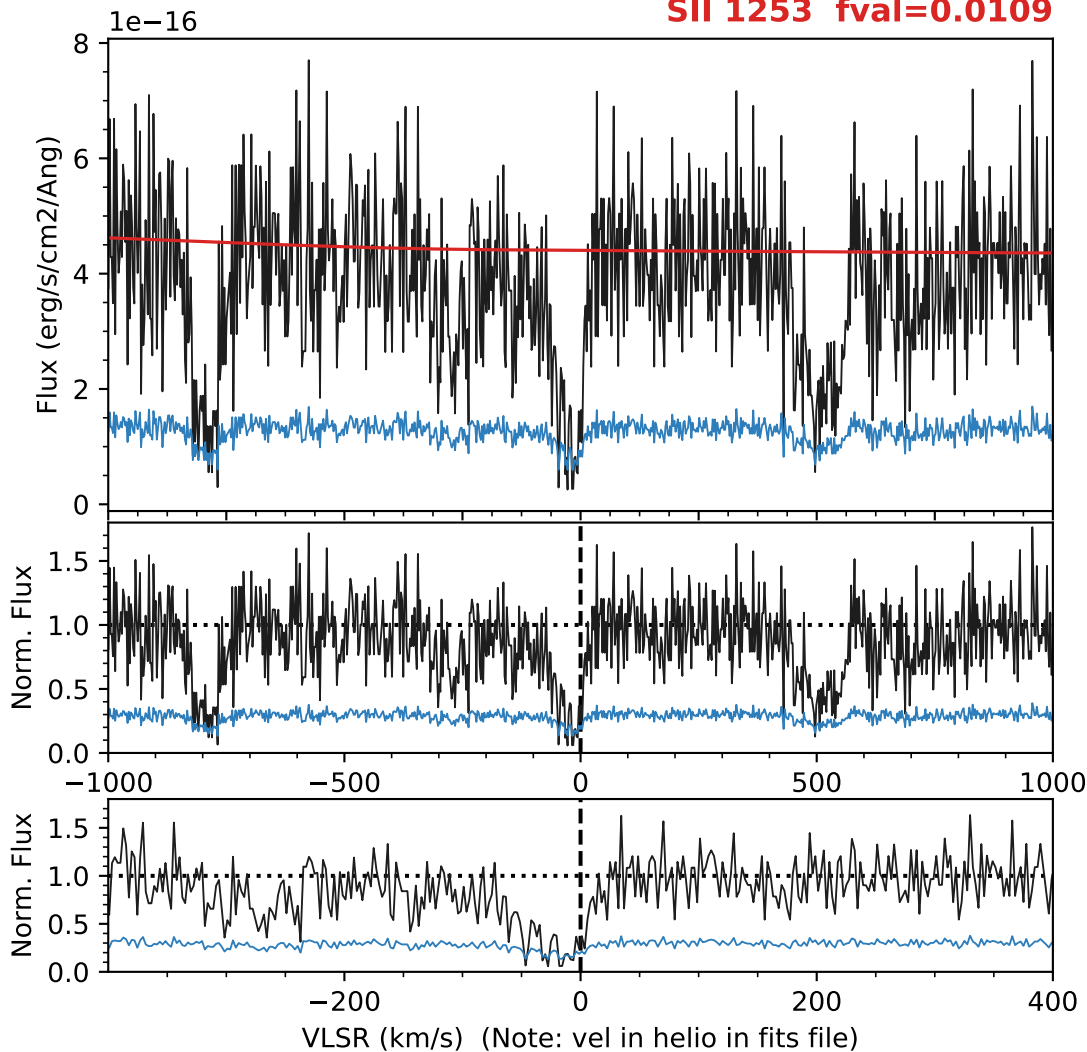 SII 1253 fval=0.0109
1e−16
8
6
4
2
0
Flux (erg/s/cm2/Ang)
1.5
1.0
0.5
0.0
Norm. Flux
−1000 −500 0 500 1000
1.5
1.0
0.5
0.0
Norm. Flux
−200 0 200 400
VLSR (km/s) (Note: vel in helio in fits file)